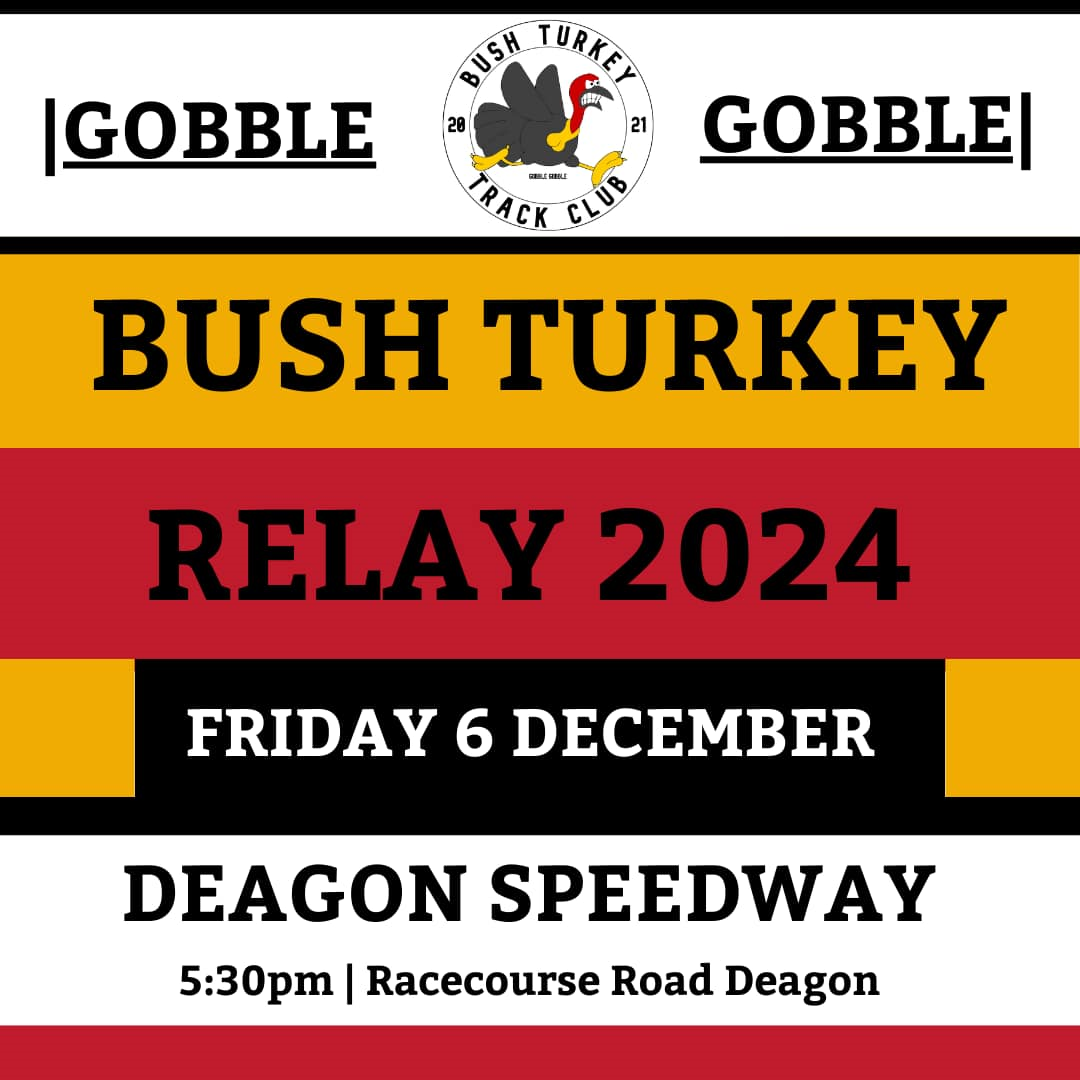 |GOBBLE
BUSH TURKEY
20 21
GOBBLE GOBBLE
TRACK CLUB
GOBBLE|
BUSH TURKEY
RELAY 2024
FRIDAY 6 DECEMBER
DEAGON SPEEDWAY
5:30pm | Racecourse Road Deagon